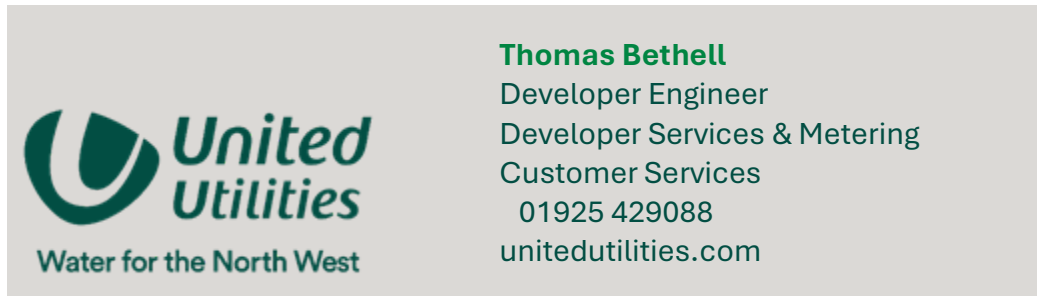 United
Utilities
Water for the North West
Thomas Bethell
Developer Engineer
Developer Services & Metering
Customer Services
01925 429088
unitedutilities.com